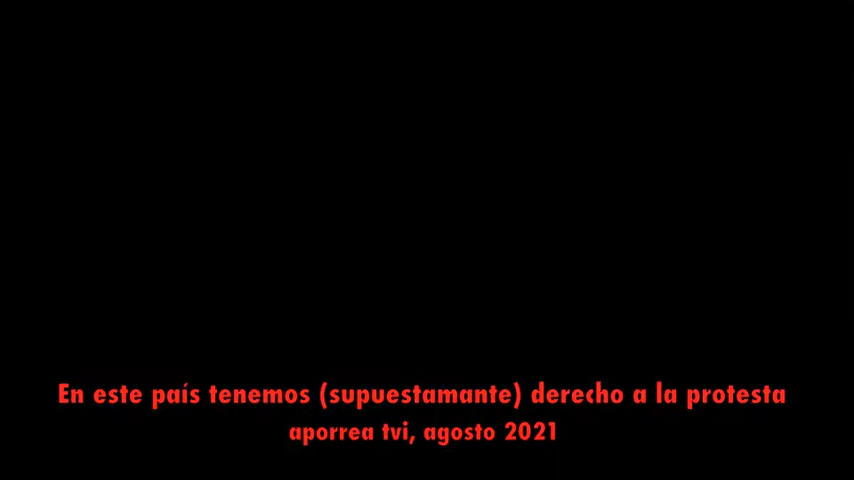 En este país tenemos (supuestamante) derecho a la protesta
aporrea tvi, agosto 2021